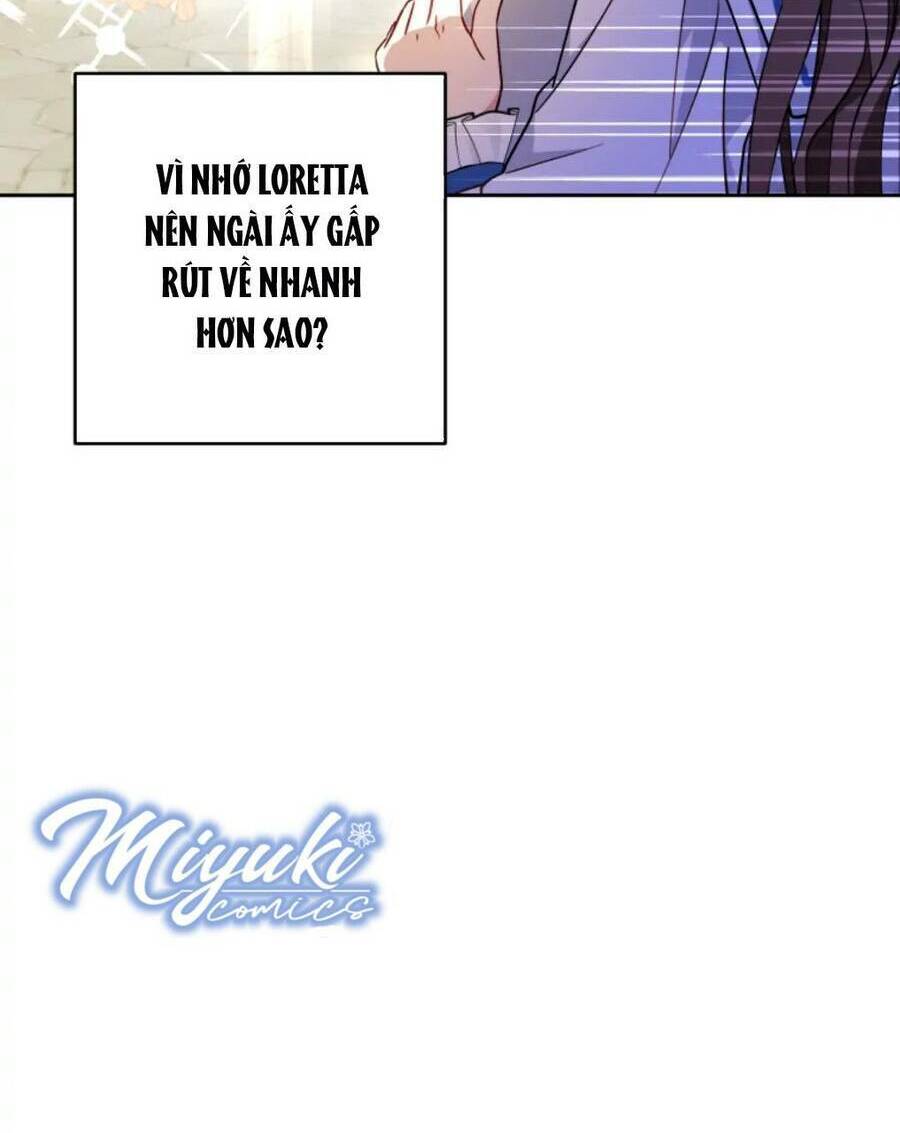 VÌ NHỚ LORETTA
NÊN NGÀI ẤY GẤP
RÚT VỀ NHANH
HƠN SAO?
Miyuki
comics